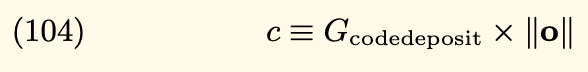 (104) c ≡ G_codedeposit × ‖o‖